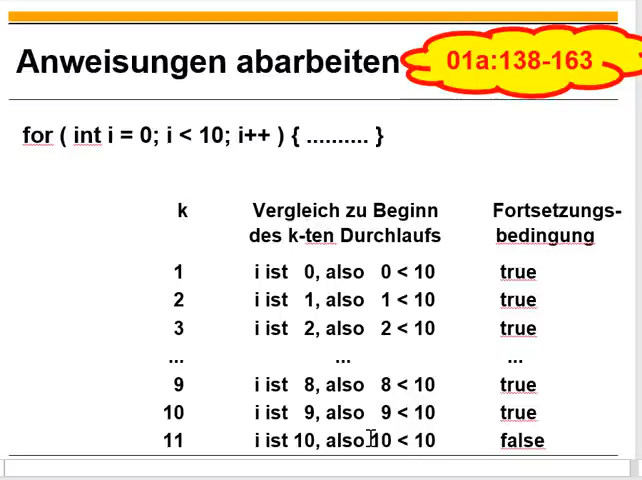 Anweisungen abarbeiten
01a:138-163
for ( int i = 0; i < 10; i++ ) { .......... }
k Vergleich zu Beginn Fortsetzungs-
des k-ten Durchlaufs bedingung
1 i ist 0, also 0 < 10 true
2 i ist 1, also 1 < 10 true
3 i ist 2, also 2 < 10 true
... ... ...
9 i ist 8, also 8 < 10 true
10 i ist 9, also 9 < 10 true
11 i ist 10, also 10 < 10 false